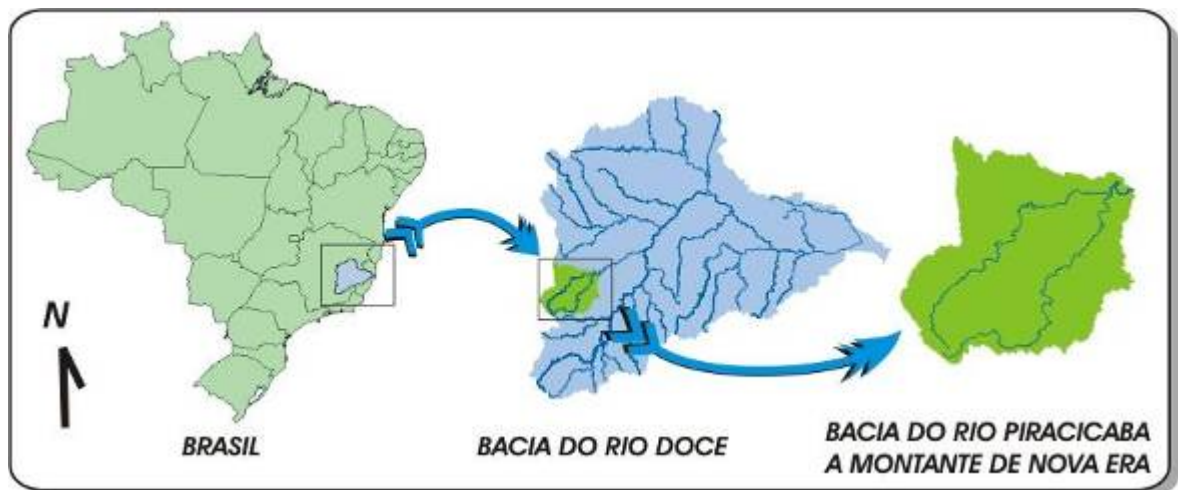 N
BRASIL
BACIA DO RIO DOCE
BACIA DO RIO PIRACICABA
A MONTANTE DE NOVA ERA